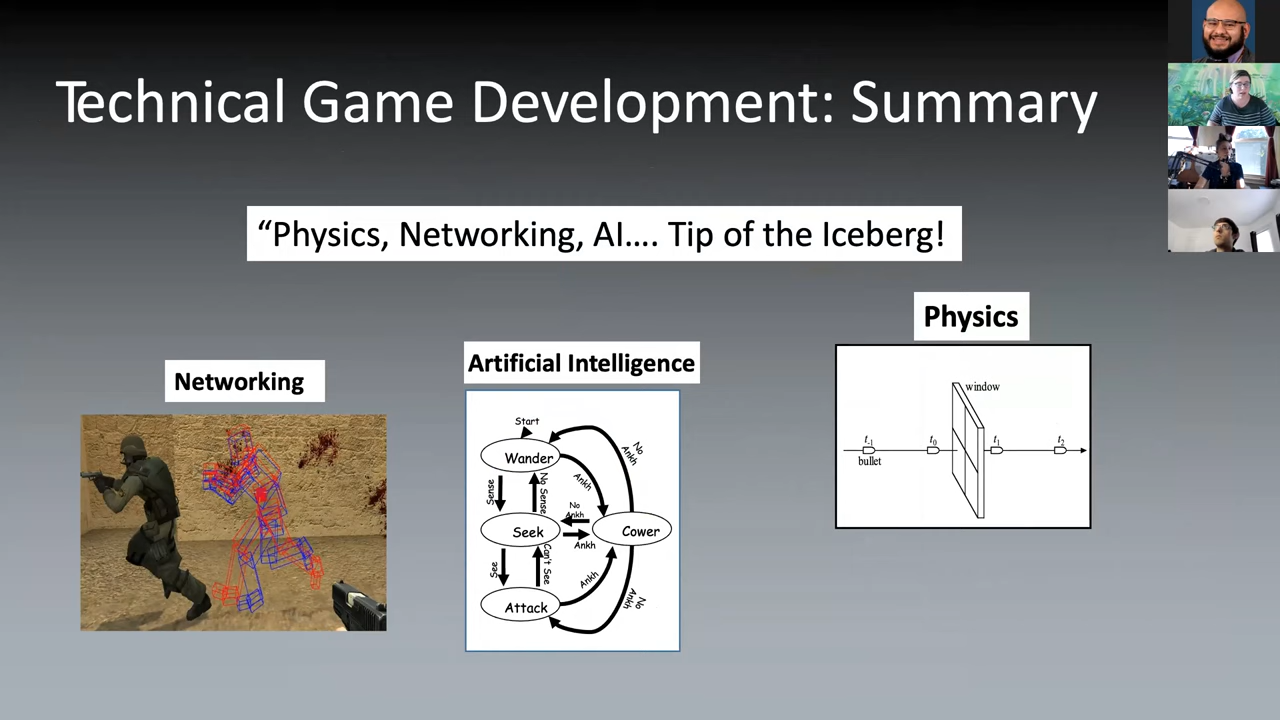 Technical Game Development: Summary
“Physics, Networking, AI…. Tip of the Iceberg!
Networking
Artificial Intelligence
Start
Wander
No
Ankh
Ankh
Sense
No Sense
No
Ankh
Seek
Ankh
Cower
See
Can't See
Ankh
No
Ankh
Attack
Physics
window
t-1
t0
t1
t2
bullet